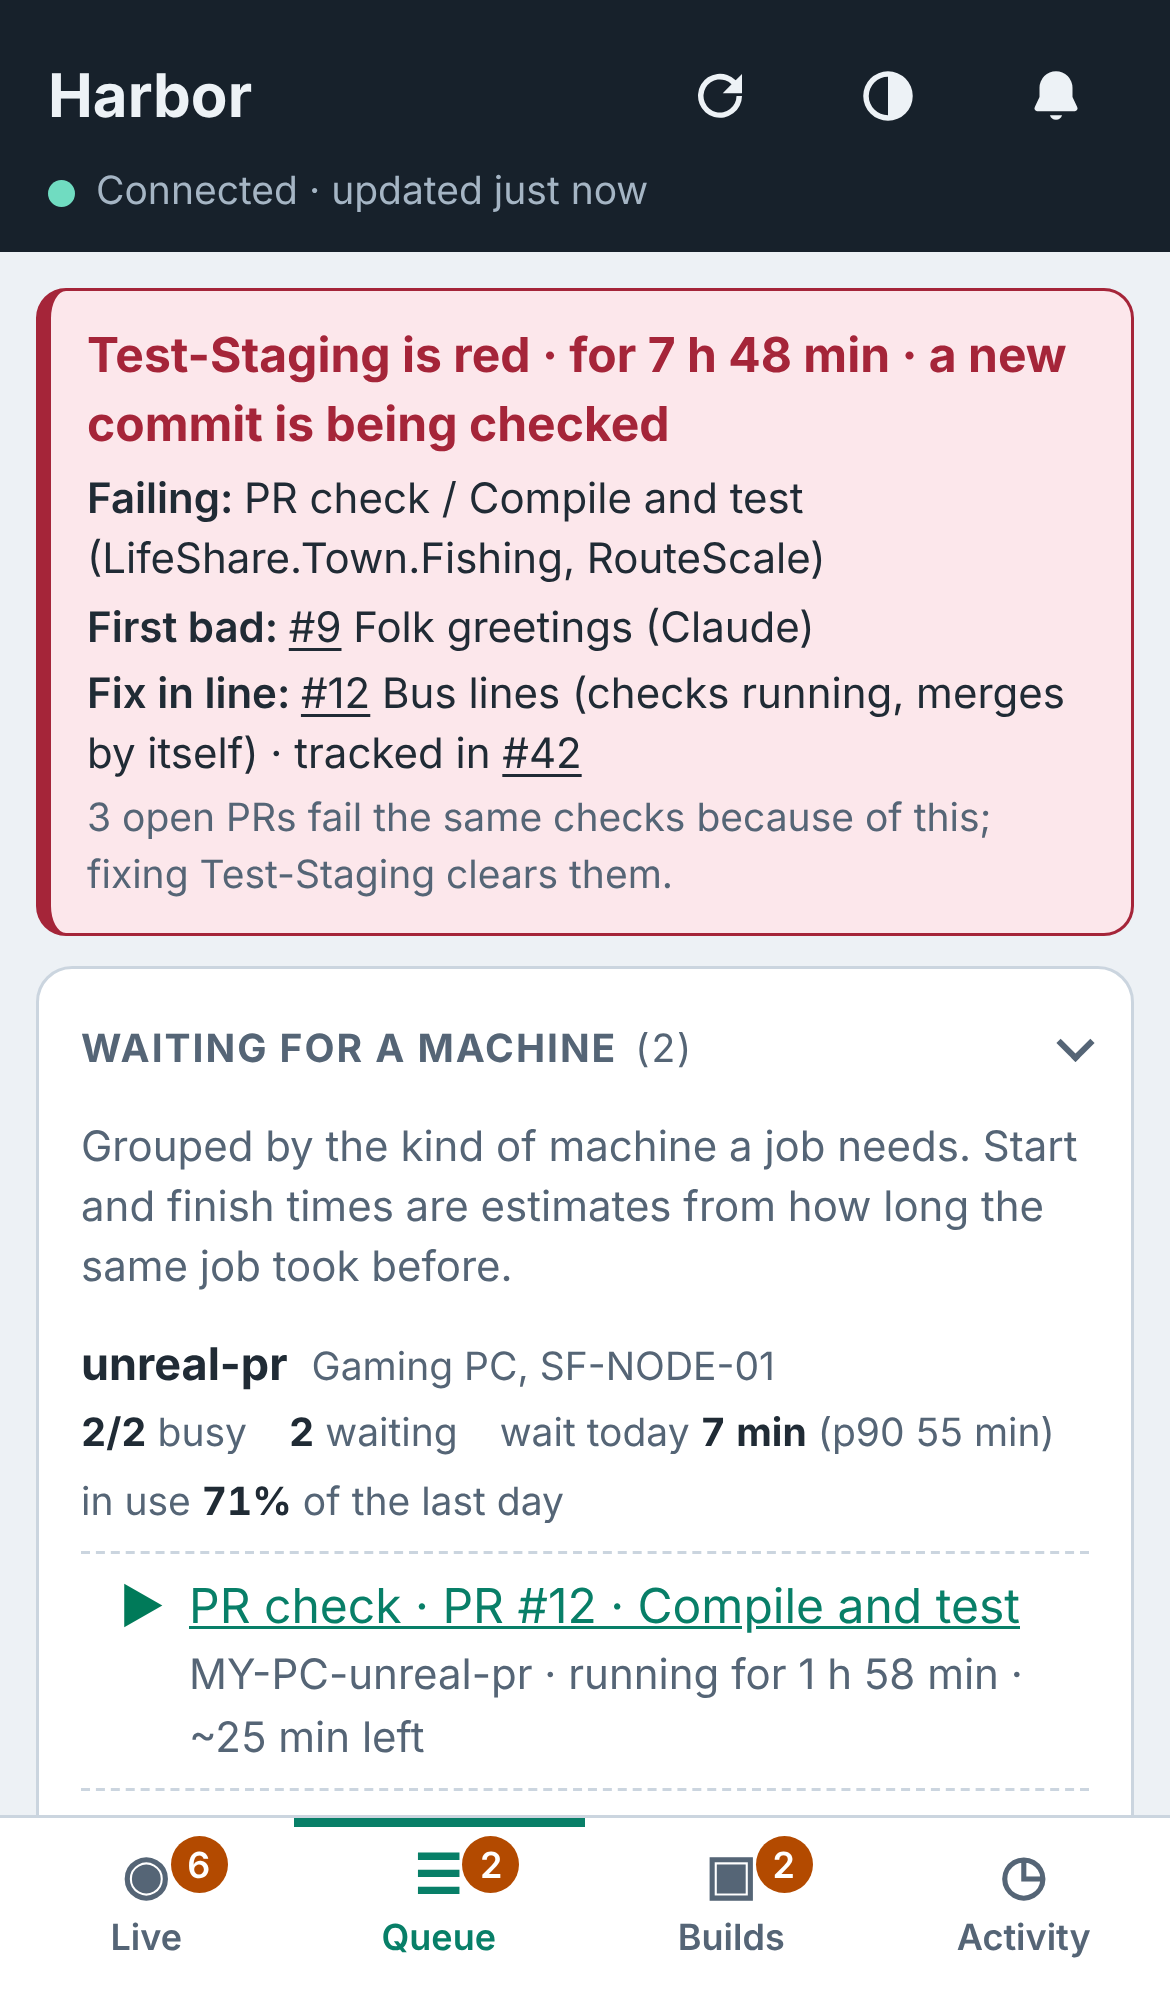 Harbor
Connected · updated just now
Test-Staging is red · for 7 h 48 min · a new
commit is being checked
Failing: PR check / Compile and test
(LifeShare.Town.Fishing, RouteScale)
First bad: #9 Folk greetings (Claude)
Fix in line: #12 Bus lines (checks running, merges
by itself) · tracked in #42
3 open PRs fail the same checks because of this;
fixing Test-Staging clears them.
WAITING FOR A MACHINE (2)
Grouped by the kind of machine a job needs. Start
and finish times are estimates from how long the
same job took before.
unreal-pr Gaming PC, SF-NODE-01
2/2 busy 2 waiting wait today 7 min (p90 55 min)
in use 71% of the last day
PR check · PR #12 · Compile and test
MY-PC-unreal-pr · running for 1 h 58 min ·
~25 min left
6 2 2
Live Queue Builds Activity